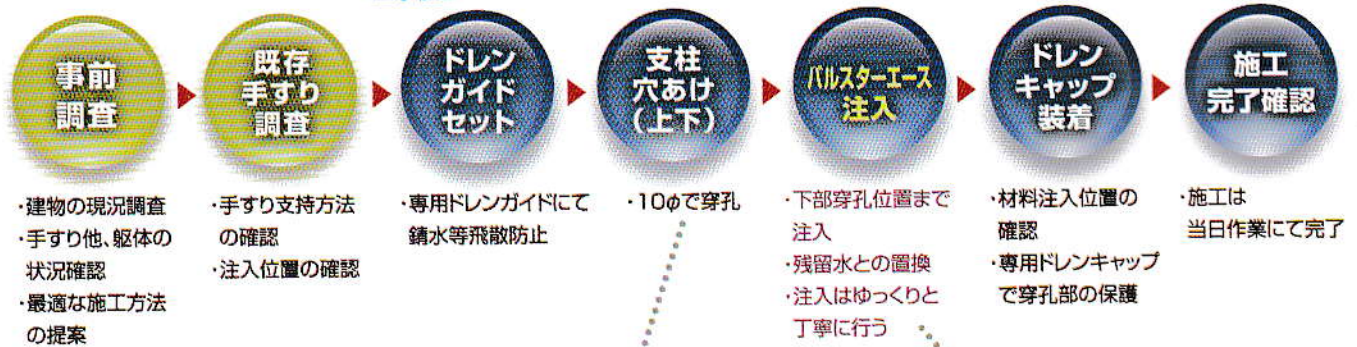 事前
調査
既存
手すり
調査
ドレン
ガイド
セット
支柱
穴あけ
(上下)
バルスターエース
注入
ドレン
キャップ
装着
施工
完了確認
・建物の現況調査
・手すり他、躯体の
状況確認
・最適な施工方法
の提案
・手すり支持方法
の確認
・注入位置の確認
・専用ドレンガイドにて
錆水等飛散防止
・10φで穿孔
・下部穿孔位置まで
注入
・残留水との置換
・注入はゆっくりと
丁寧に行う
・材料注入位置の
確認
・専用ドレンキャップ
で穿孔部の保護
・施工は
当日作業にて完了